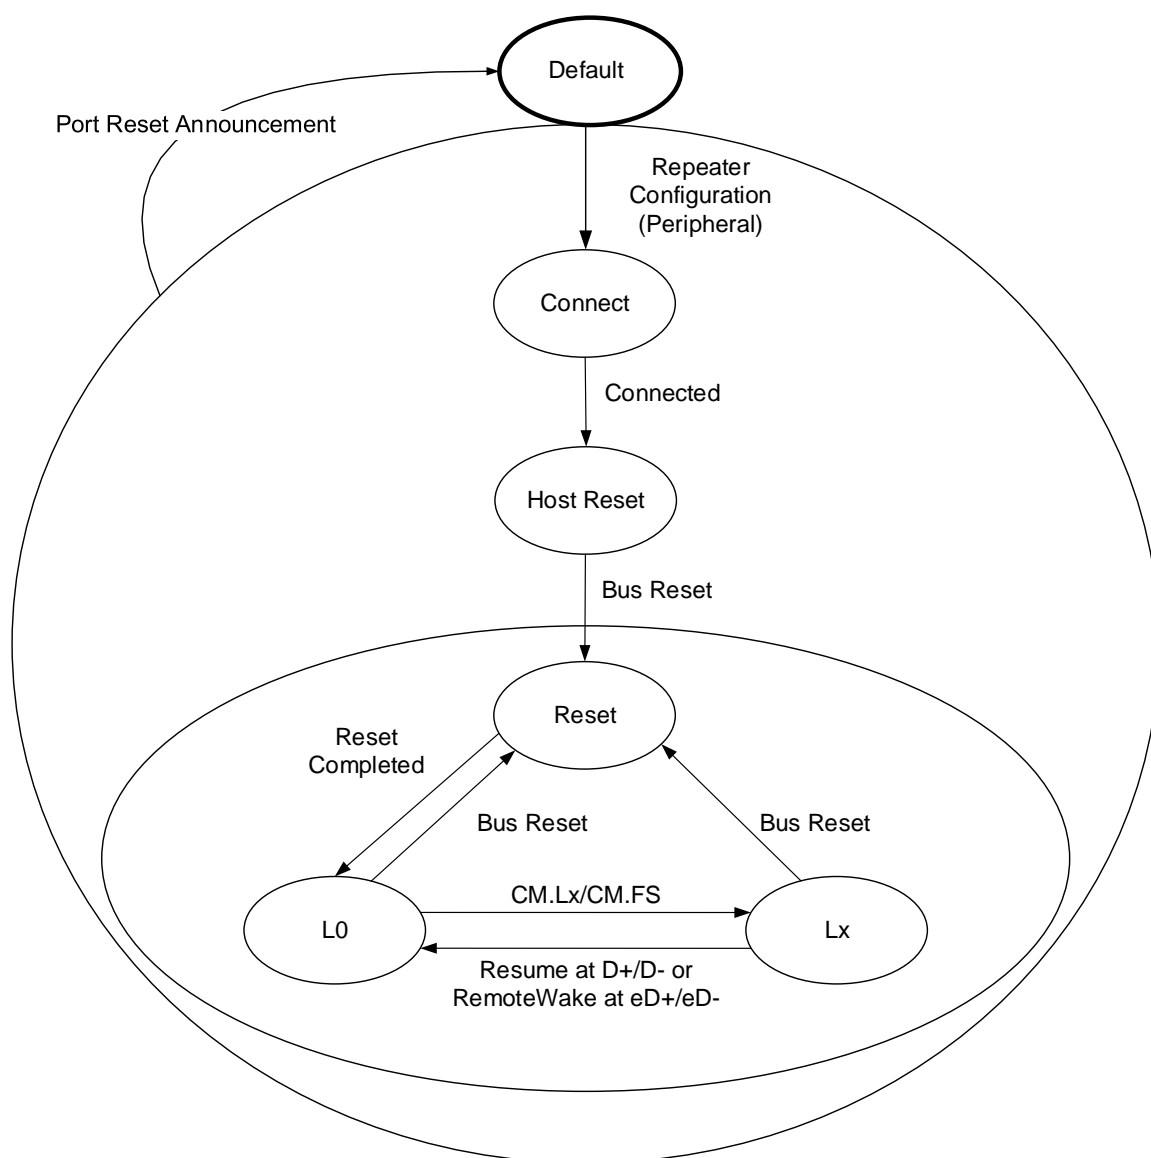 Default
Port Reset Announcement
Repeater
Configuration
(Peripheral)
Connect
Connected
Host Reset
Bus Reset
Reset
Reset
Completed
Bus Reset
Bus Reset
CM.Lx/CM.FS
L0
Lx
Resume at D+/D- or
RemoteWake at eD+/eD-